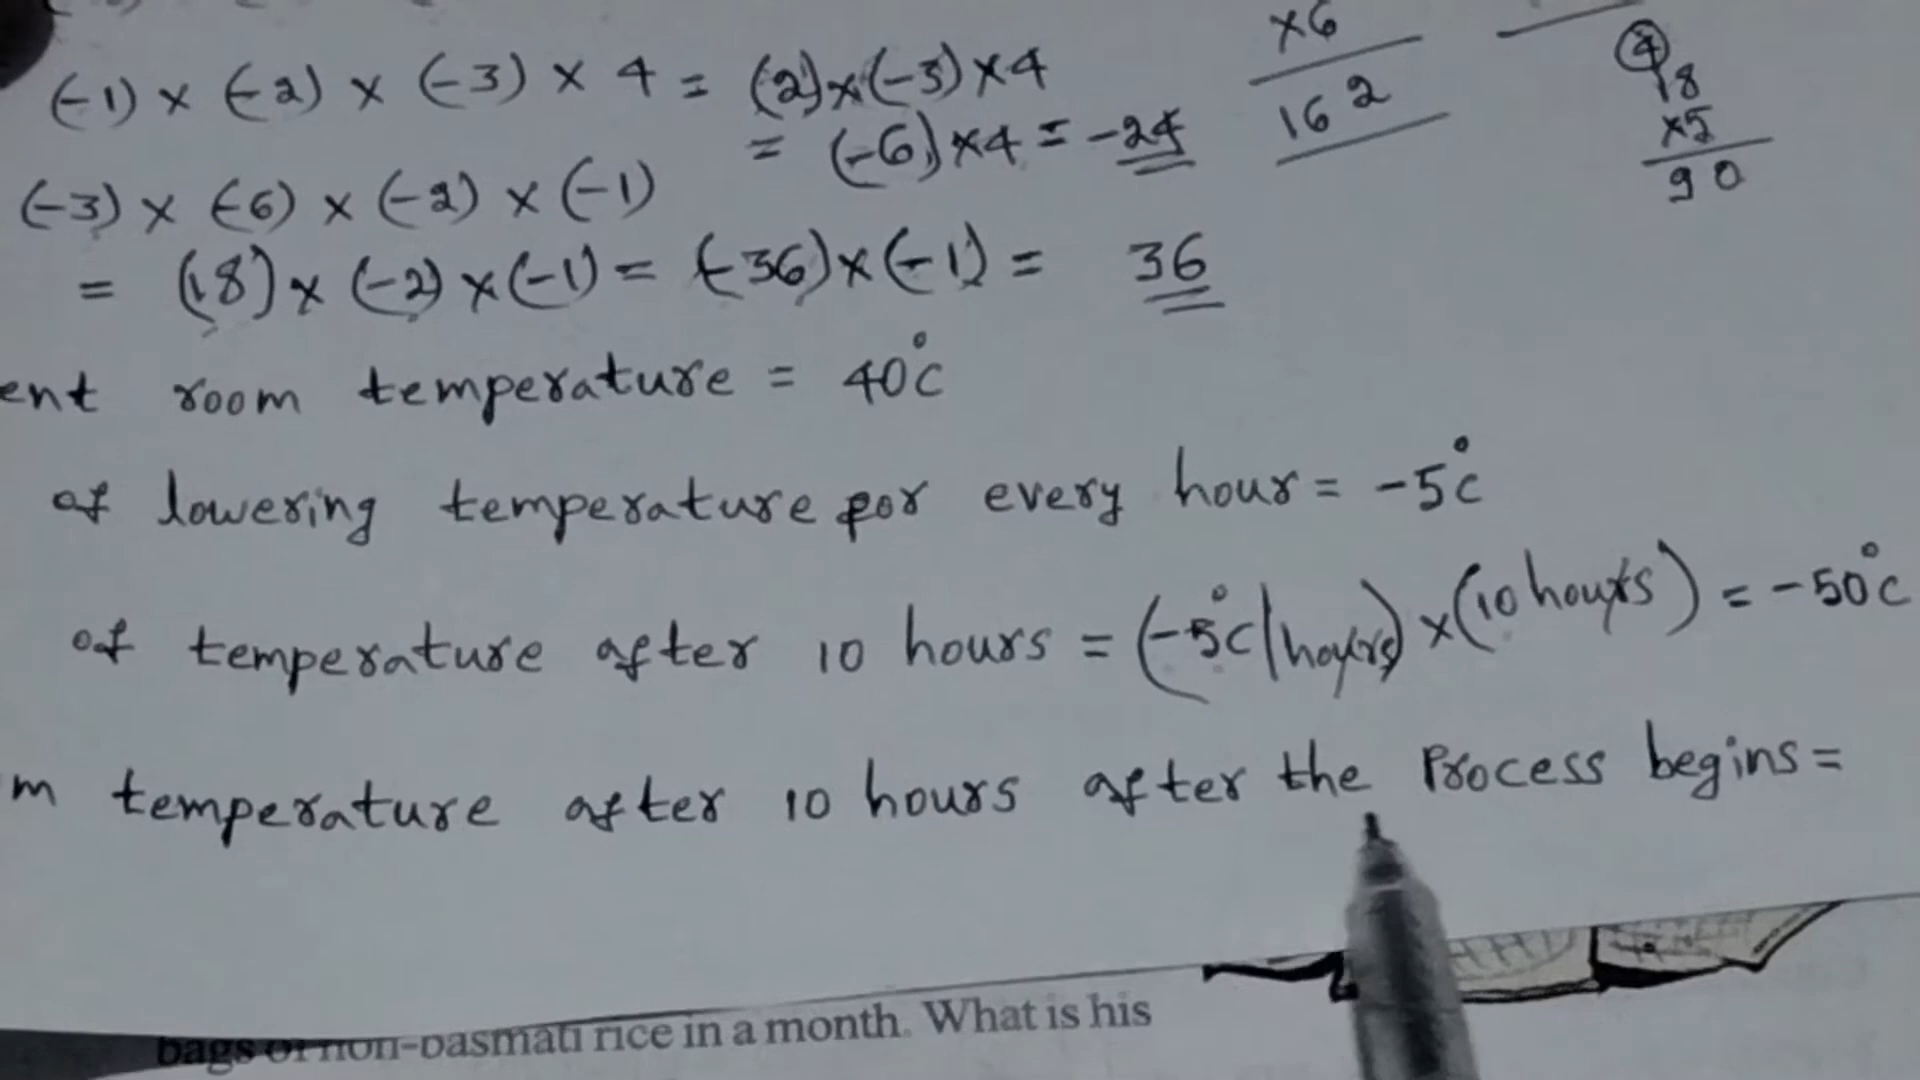 ×6
(-1) × (-2) × (-3) × 4 = (2)×(-3)×4
= (-6)×4 = -24
162
4
18
×5
90
(-3) × (-6) × (-2) × (-1)
= (18)×(-2)×(-1) = (-36)×(-1) = 36
ent room temperature = 40°C
of lowering temperature for every hour = -5°C
of temperature after 10 hours = (-5°C/hours)×(10 hours) = -50°C
m temperature after 10 hours after the Process begins =
bags of non-basmati rice in a month. What is his